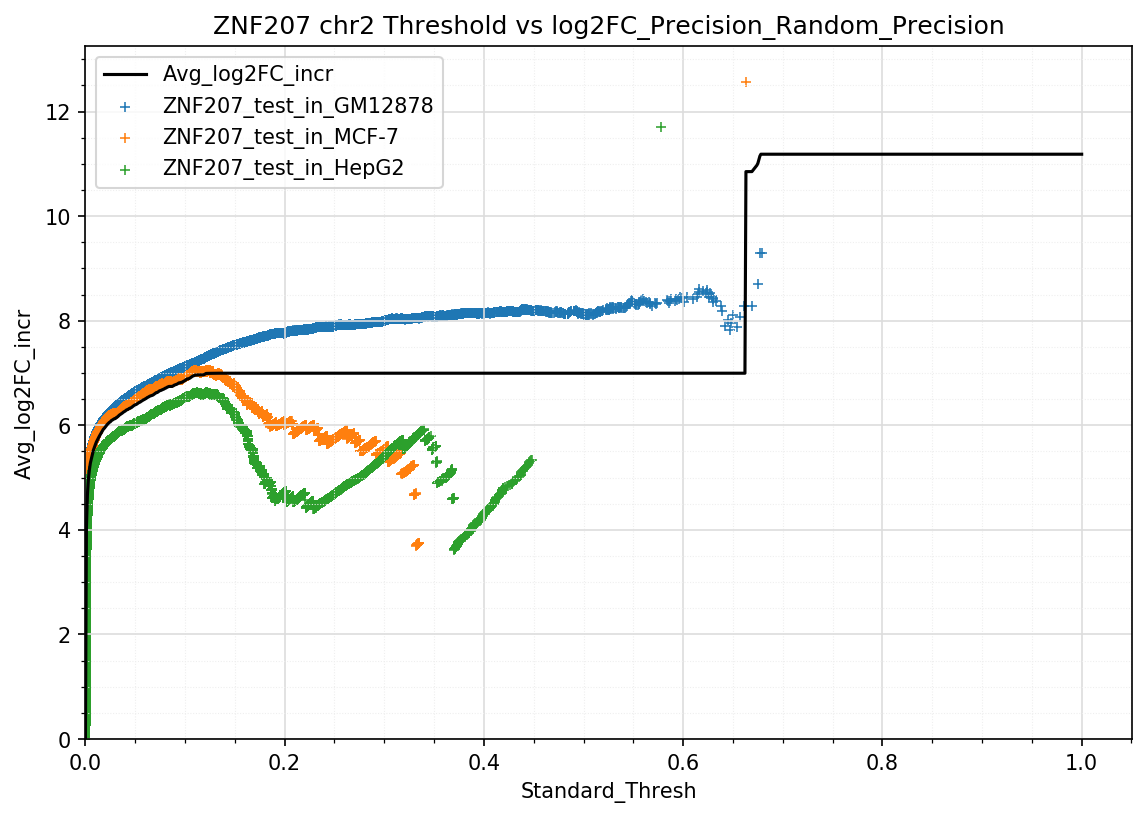 ZNF207 chr2 Threshold vs log2FC_Precision_Random_Precision
Avg_log2FC_incr
ZNF207_test_in_GM12878
ZNF207_test_in_MCF-7
ZNF207_test_in_HepG2
Avg_log2FC_incr
12
10
8
6
4
2
0
0.0 0.2 0.4 0.6 0.8 1.0
Standard_Thresh